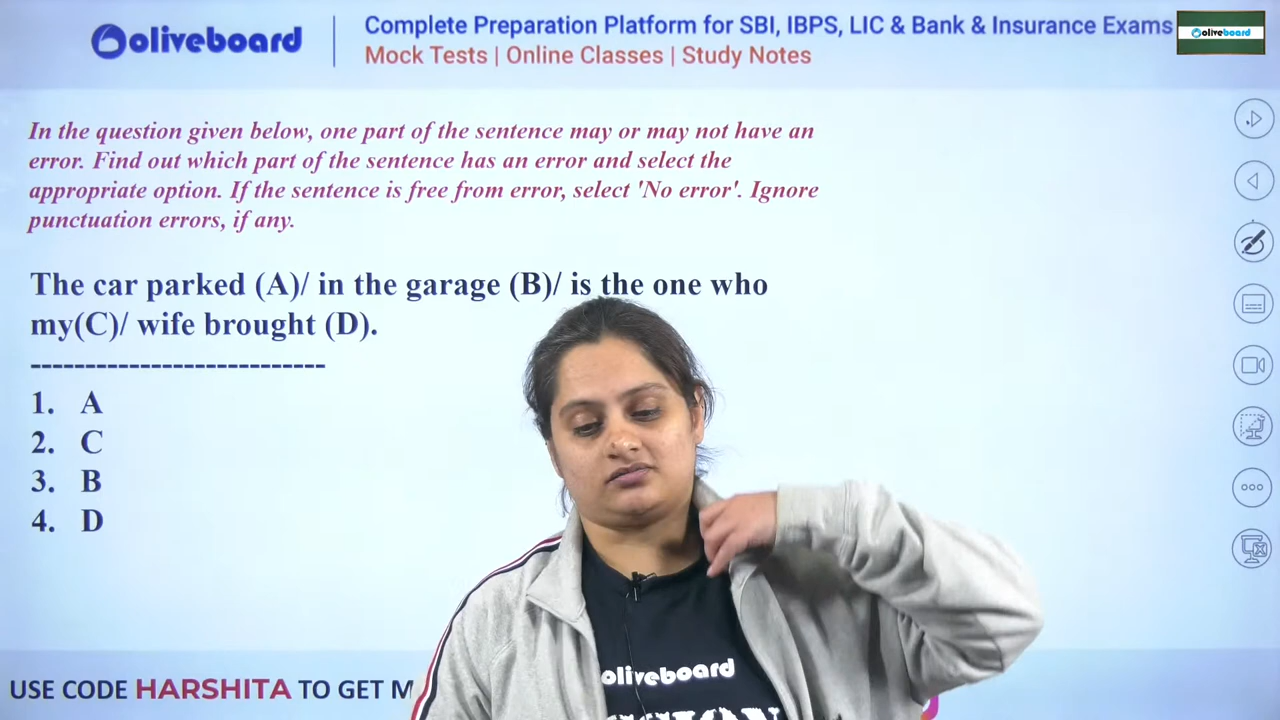 oliveboard
Complete Preparation Platform for SBI, IBPS, LIC & Bank & Insurance Exams
Mock Tests | Online Classes | Study Notes
oliveboard
In the question given below, one part of the sentence may or may not have an
error. Find out which part of the sentence has an error and select the
appropriate option. If the sentence is free from error, select 'No error'. Ignore
punctuation errors, if any.
The car parked (A)/ in the garage (B)/ is the one who
my(C)/ wife brought (D).
---------------------------
1. A
2. C
3. B
4. D
oliveboard
USE CODE HARSHITA TO GET